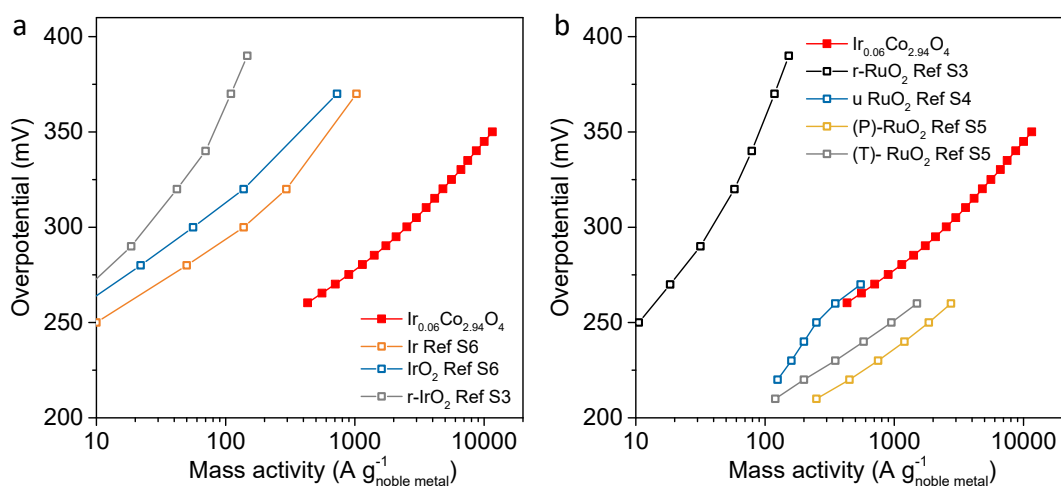 a
400
350
300
250
200
Overpotential (mV)
10 100 1000 10000
Mass activity (A g⁻¹noble metal)
Ir0.06Co2.94O4
Ir Ref S6
IrO2 Ref S6
r-IrO2 Ref S3
b
400
350
300
250
200
Overpotential (mV)
10 100 1000 10000
Mass activity (A g⁻¹noble metal)
Ir0.06Co2.94O4
r-RuO2 Ref S3
u RuO2 Ref S4
(P)-RuO2 Ref S5
(T)- RuO2 Ref S5